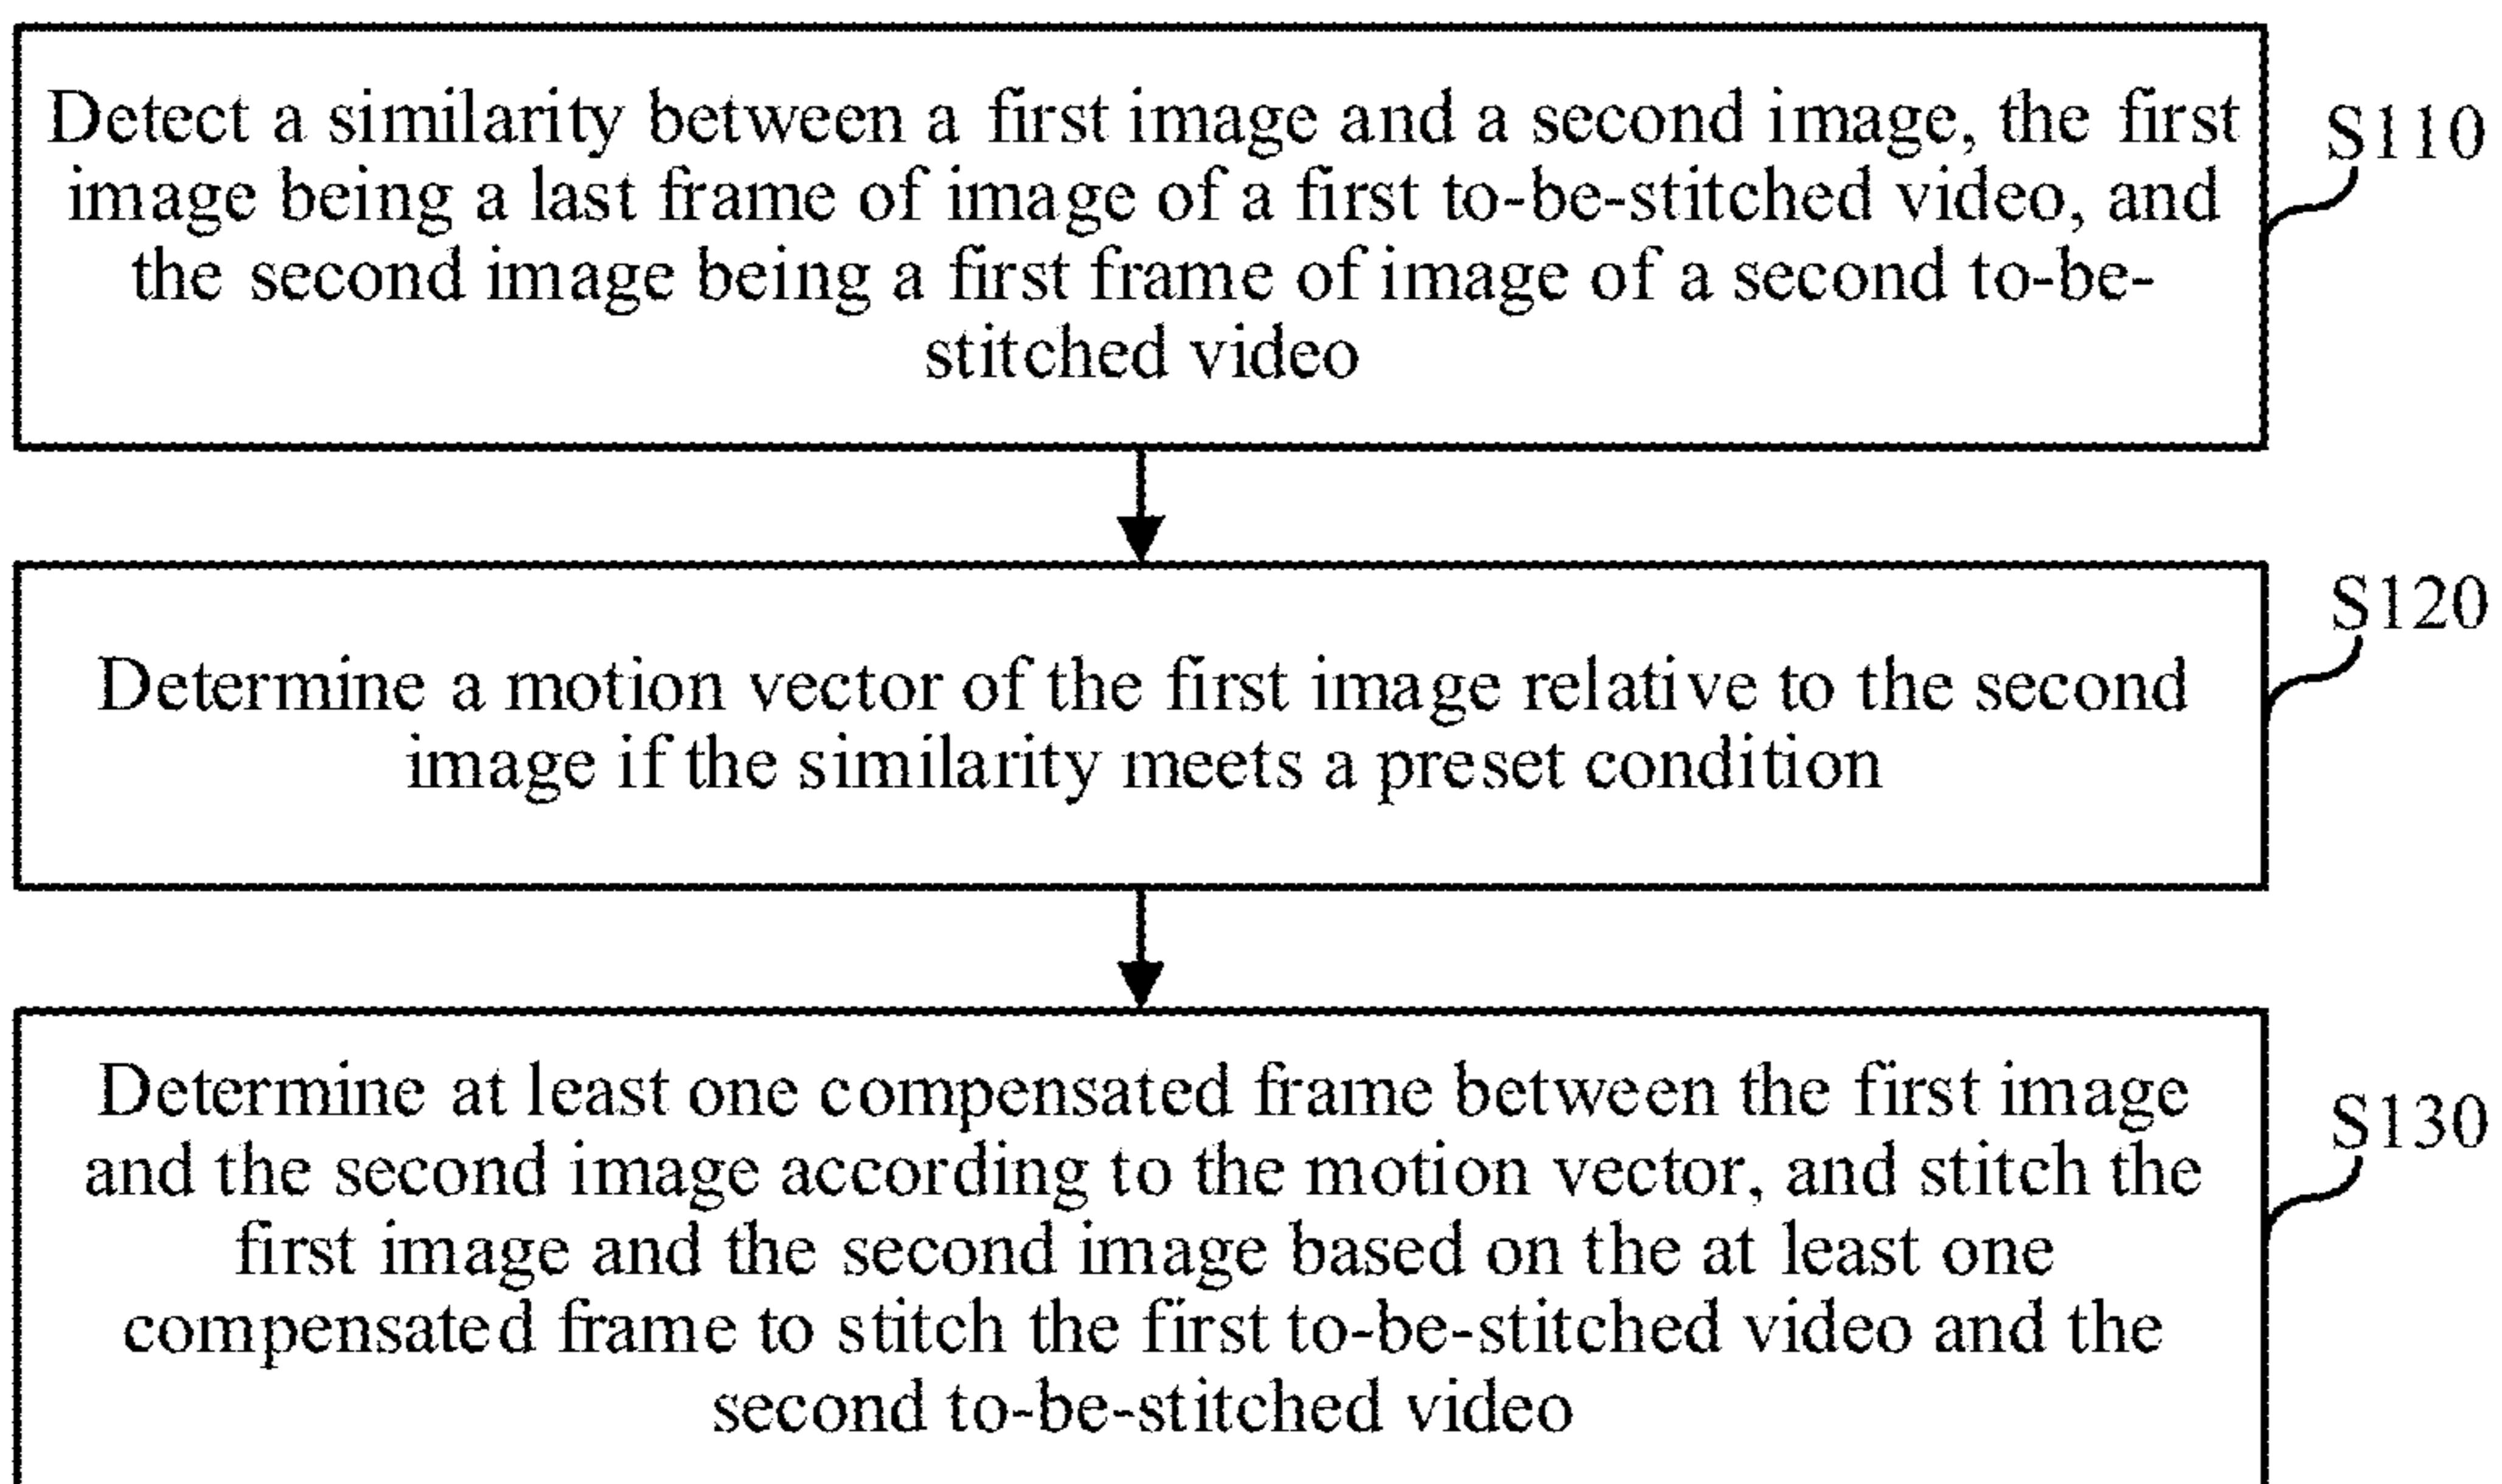 Detect a similarity between a first image and a second image, the first
image being a last frame of image of a first to-be-stitched video, and
the second image being a first frame of image of a second to-be-
stitched video
S110
Determine a motion vector of the first image relative to the second
image if the similarity meets a preset condition
S120
Determine at least one compensated frame between the first image
and the second image according to the motion vector, and stitch the
first image and the second image based on the at least one
compensated frame to stitch the first to-be-stitched video and the
second to-be-stitched video
S130